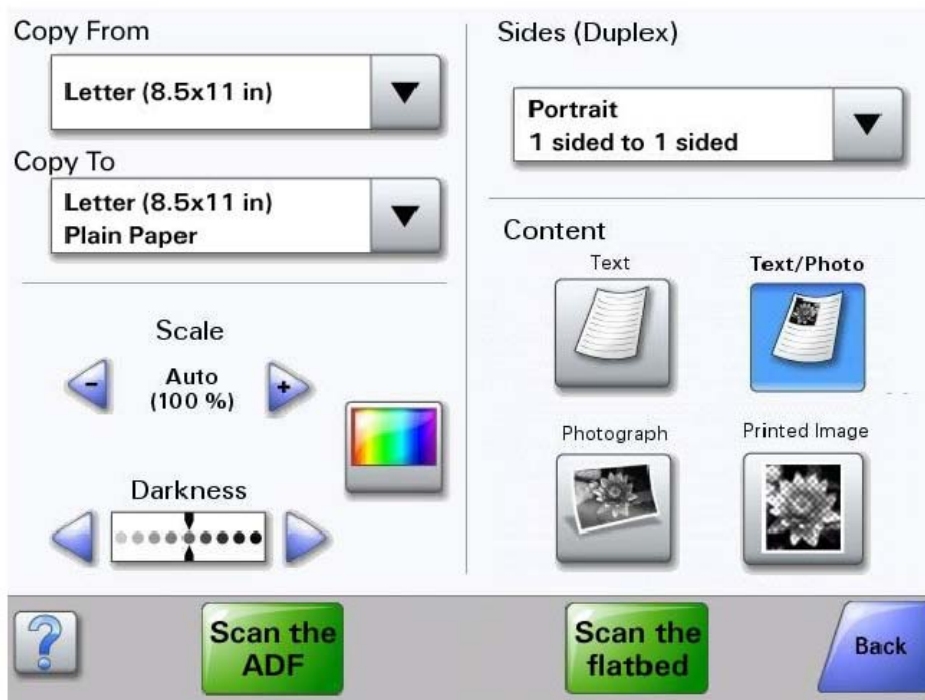 Copy From
Letter (8.5x11 in)
Copy To
Letter (8.5x11 in)
Plain Paper
Scale
-
Auto
(100 %)
+
Darkness
Sides (Duplex)
Portrait
1 sided to 1 sided
Content
Text
Text/Photo
Photograph
Printed Image
?
Scan the
ADF
Scan the
flatbed
Back